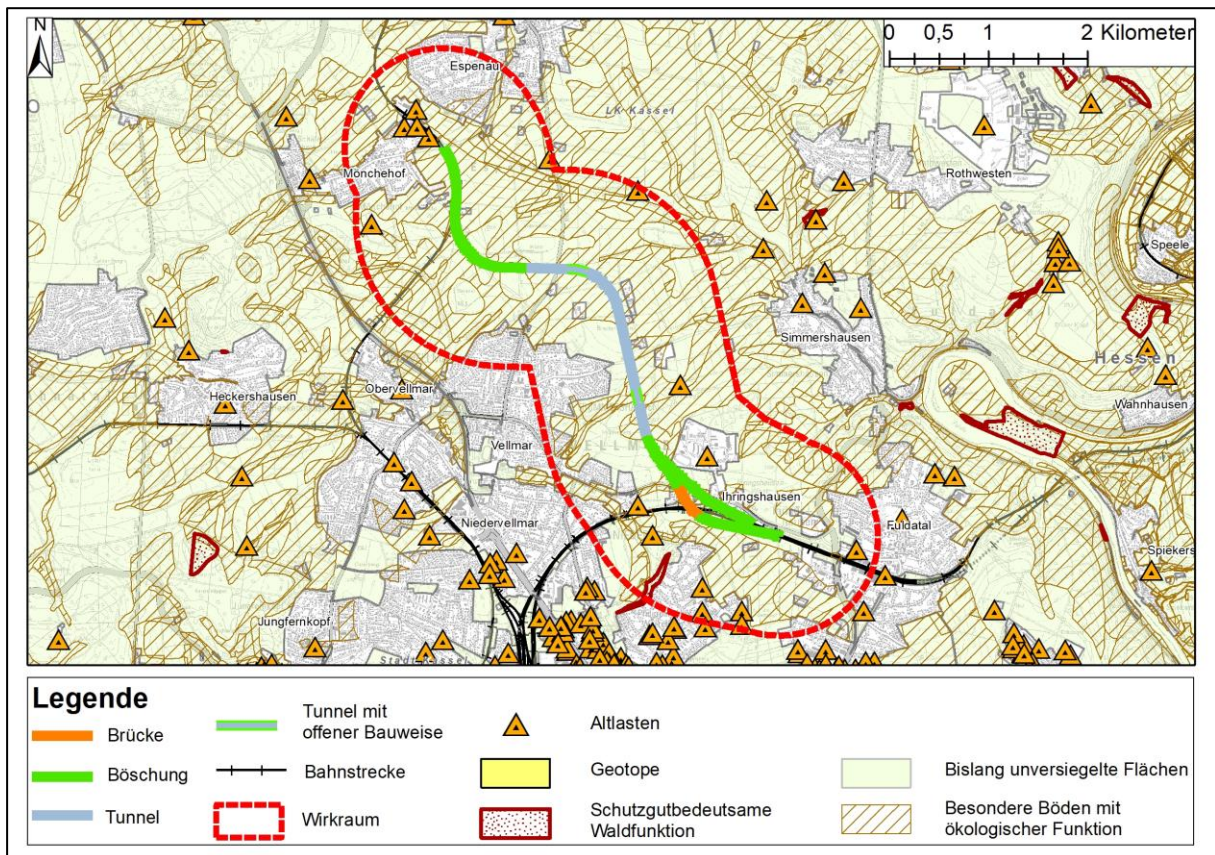 N
0 0,5 1 2 Kilometer
Espenau
LK-Kassel
Mönchehof
Rothwesten
Speele
Simmershausen
Hessen
Heckershausen
Obervellmar
Wahnhausen
Vellmar
Ihringshausen
Niedervellmar
Fuldatal
Spiekers
Jungfernkopf
Stadt Kassel
Legende
Brücke
Böschung
Tunnel
Tunnel mit
offener Bauweise
Bahnstrecke
Wirkraum
Altlasten
Geotope
Schutzgutbedeutsame
Waldfunktion
Bislang unversiegelte Flächen
Besondere Böden mit
ökologischer Funktion